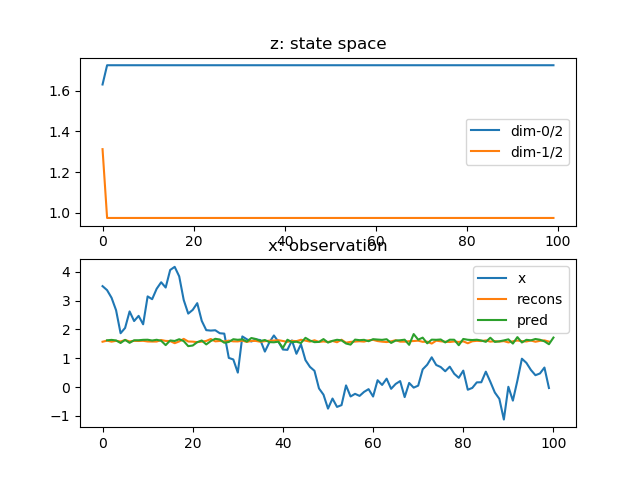 z: state space
1.6
1.4
1.2
1.0
dim-0/2
dim-1/2
0 20 40 60 80 100
x: observation
4
3
2
1
0
−1
x
recons
pred
0 20 40 60 80 100